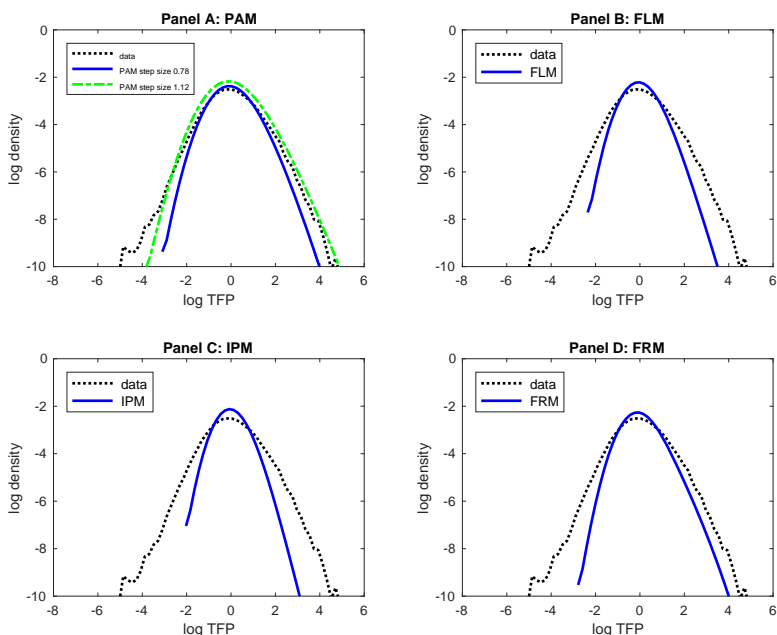 Panel A: PAM
0
-2
-4
-6
-8
-10
log density
data
PAM step size 0.78
PAM step size 1.12
-8 -6 -4 -2 0 2 4 6
log TFP
Panel B: FLM
0
-2
-4
-6
-8
-10
log density
data
FLM
-8 -6 -4 -2 0 2 4 6
log TFP
Panel C: IPM
0
-2
-4
-6
-8
-10
log density
data
IPM
-8 -6 -4 -2 0 2 4 6
log TFP
Panel D: FRM
0
-2
-4
-6
-8
-10
log density
data
FRM
-8 -6 -4 -2 0 2 4 6
log TFP